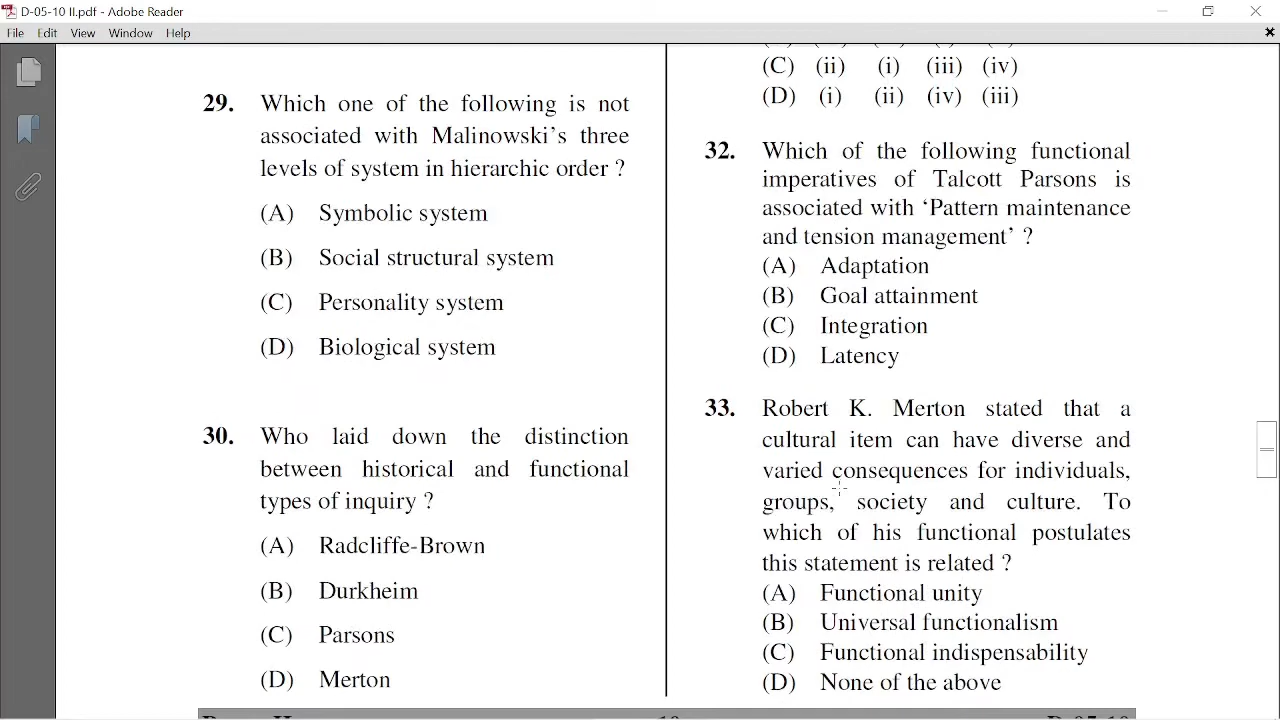 D-05-10 II.pdf - Adobe Reader
File Edit View Window Help
29. Which one of the following is not
associated with Malinowski's three
levels of system in hierarchic order ?
(A) Symbolic system
(B) Social structural system
(C) Personality system
(D) Biological system
30. Who laid down the distinction
between historical and functional
types of inquiry ?
(A) Radcliffe-Brown
(B) Durkheim
(C) Parsons
(D) Merton
(C) (ii) (i) (iii) (iv)
(D) (i) (ii) (iv) (iii)
32. Which of the following functional
imperatives of Talcott Parsons is
associated with 'Pattern maintenance
and tension management' ?
(A) Adaptation
(B) Goal attainment
(C) Integration
(D) Latency
33. Robert K. Merton stated that a
cultural item can have diverse and
varied consequences for individuals,
groups, society and culture. To
which of his functional postulates
this statement is related ?
(A) Functional unity
(B) Universal functionalism
(C) Functional indispensability
(D) None of the above